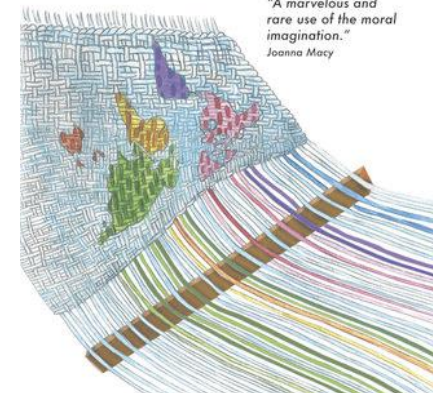 "A marvelous and
rare use of the moral
imagination."
Joanna Macy